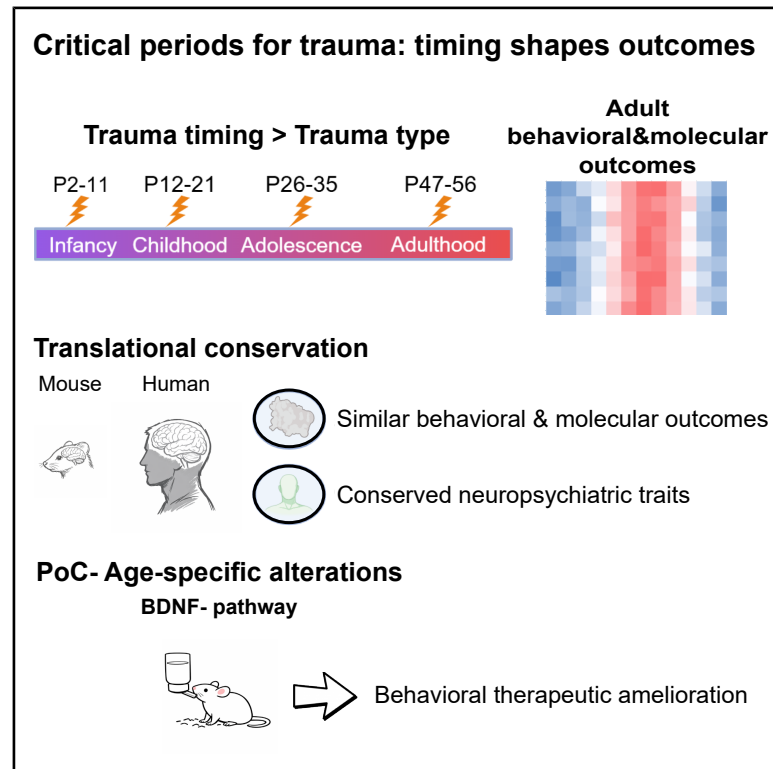 Critical periods for trauma: timing shapes outcomes
Trauma timing > Trauma type
P2-11 P12-21 P26-35 P47-56
Infancy Childhood Adolescence Adulthood
Adult
behavioral&molecular
outcomes
Translational conservation
Mouse Human
Similar behavioral & molecular outcomes
Conserved neuropsychiatric traits
PoC- Age-specific alterations
BDNF- pathway
Behavioral therapeutic amelioration